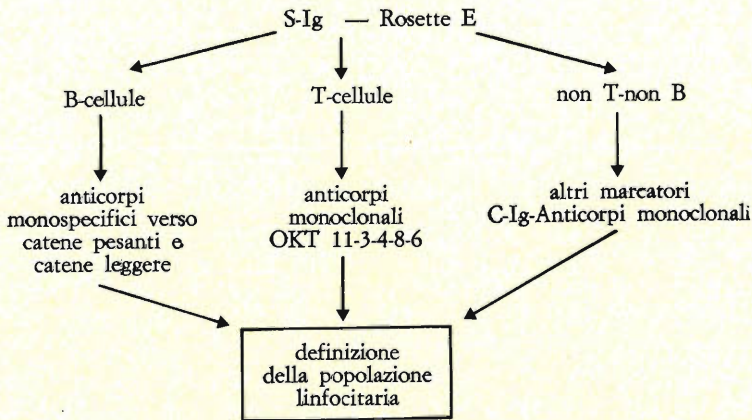 S-Ig — Rosette E
B-cellule
T-cellule
non T-non B
anticorpi
monospecifici verso
catene pesanti e
catene leggere
anticorpi
monoclonali
OKT 11-3-4-8-6
altri marcatori
C-Ig-Anticorpi monoclonali
definizione
della popolazione
linfocitaria